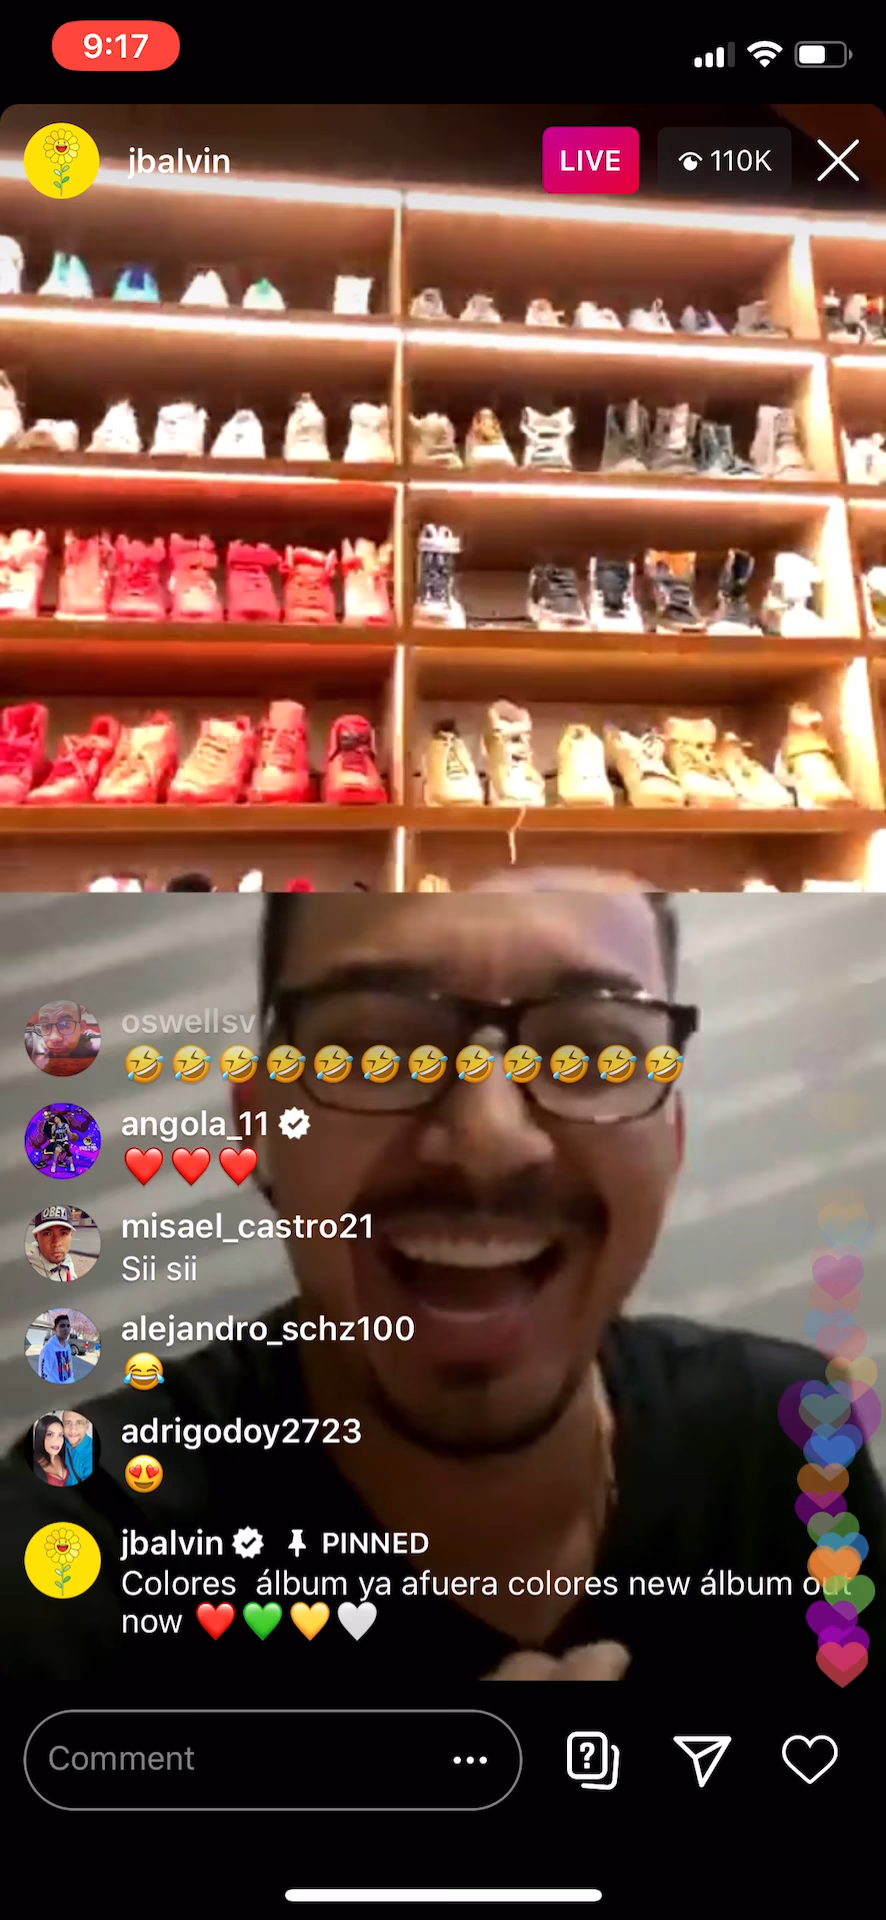 9:17
jbalvin
LIVE
110K
oswellsv
🤣🤣🤣🤣🤣🤣🤣🤣🤣🤣🤣🤣
angola_11
❤️❤️❤️
misael_castro21
OBEY
Sii sii
alejandro_schz100
😂
adrigodoy2723
😍
jbalvin PINNED
Colores álbum ya afuera colores new álbum out
now ❤️💚💛🤍
Comment